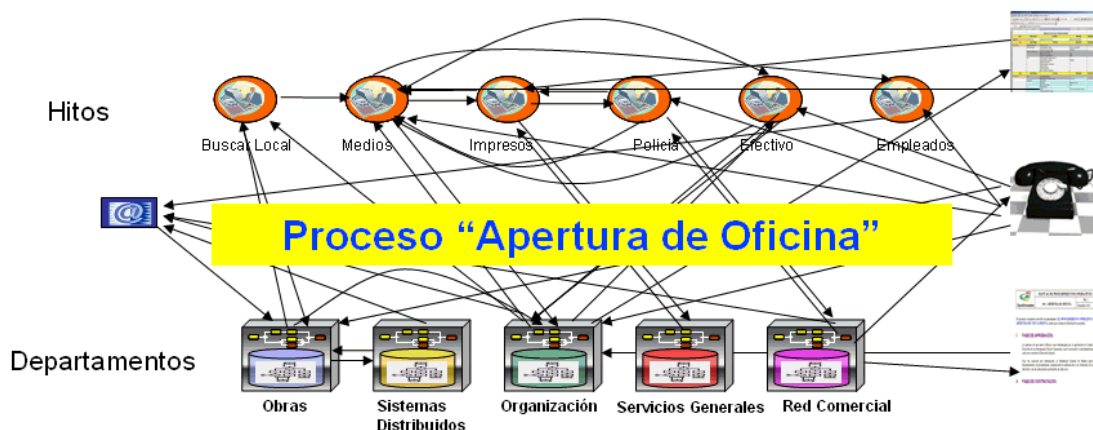 Hitos
Buscar Local
Medios
Impresos
Policía
Efectivo
Empleados
@
Proceso “Apertura de Oficina”
Departamentos
Obras
Sistemas
Distribuidos
Organización
Servicios Generales
Red Comercial